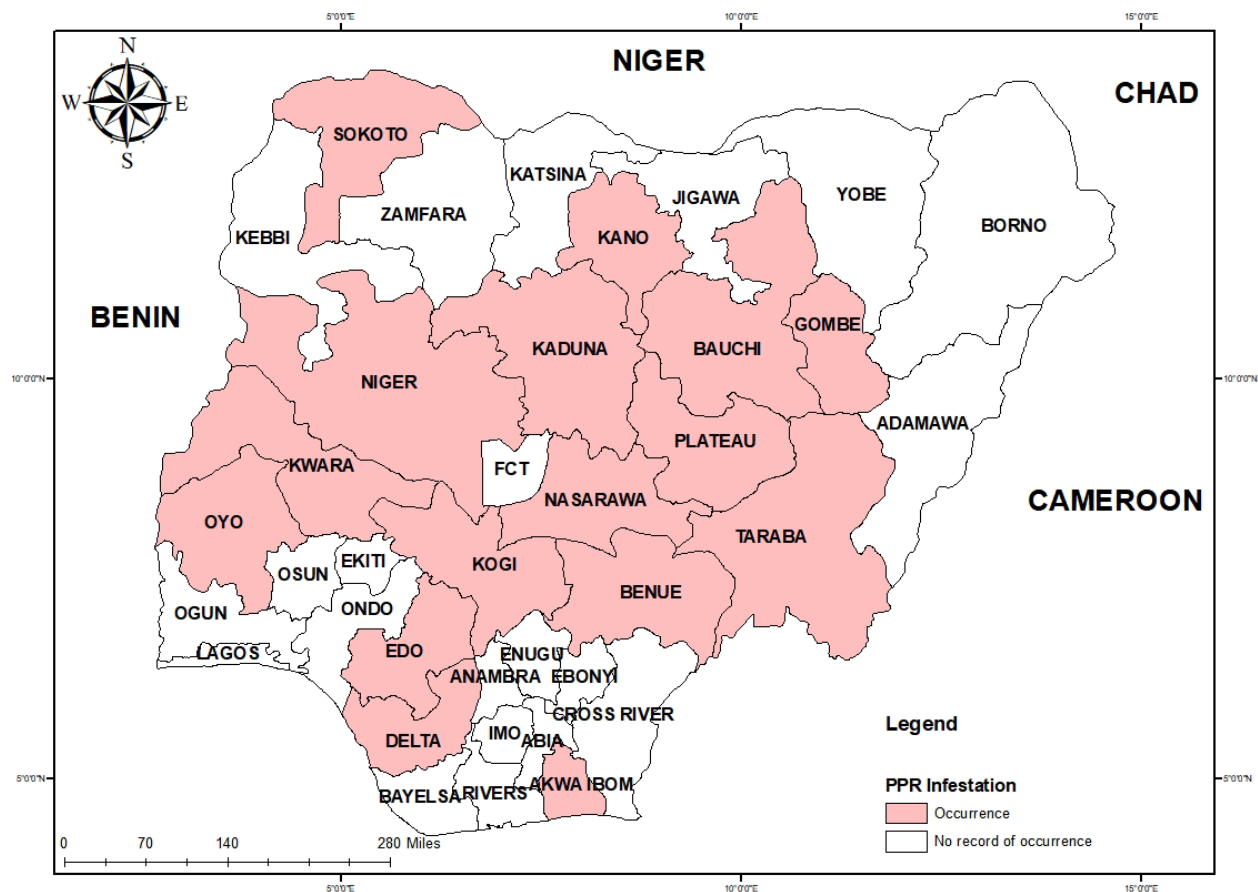 5°0'0"E
10°0'0"E
15°0'0"E
N
W
E
S
NIGER
CHAD
SOKOTO
KATSINA
JIGAWA
YOBE
ZAMFARA
BORNO
KEBBI
KANO
BENIN
GOMBE
KADUNA
BAUCHI
10°0'0"N
NIGER
10°0'0"N
ADAMAWA
PLATEAU
KWARA
FCT
NASARAWA
CAMEROON
OYO
TARABA
EKITI
KOGI
OSUN
BENUE
OGUN
ONDO
LAGOS
EDO
ENUGU
ANAMBRA
EBONYI
CROSS RIVER
IMO
ABIA
DELTA
AKWA IBOM
BAYELSA
RIVERS
5°0'0"N
5°0'0"N
Legend
PPR Infestation
Occurrence
No record of occurrence
0
70
140
280 Miles
5°0'0"E
10°0'0"E
15°0'0"E